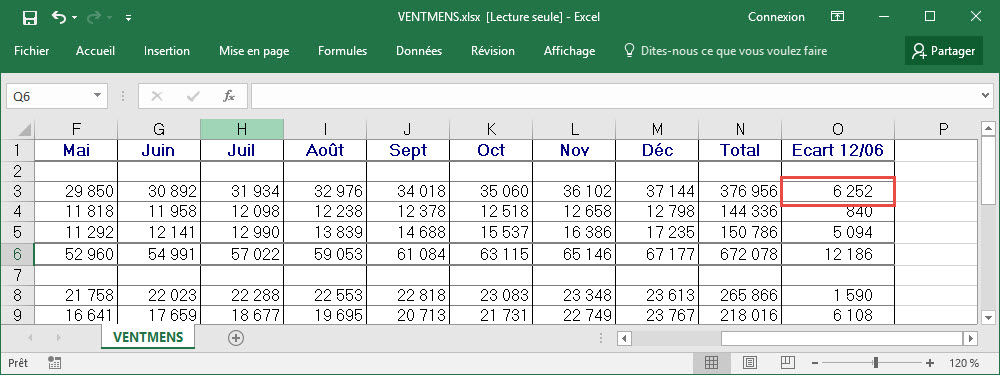 VENTMENS.xlsx [Lecture seule] - Excel Connexion
Fichier Accueil Insertion Mise en page Formules Données Révision Affichage Dites-nous ce que vous voulez faire Partager
Q6 fx
F G H I J K L M N O P
1 Mai Juin Juil Août Sept Oct Nov Déc Total Ecart 12/06
2
3 29 850 30 892 31 934 32 976 34 018 35 060 36 102 37 144 376 956 6 252
4 11 818 11 958 12 098 12 238 12 378 12 518 12 658 12 798 144 336 840
5 11 292 12 141 12 990 13 839 14 688 15 537 16 386 17 235 150 786 5 094
6 52 960 54 991 57 022 59 053 61 084 63 115 65 146 67 177 672 078 12 186
7
8 21 758 22 023 22 288 22 553 22 818 23 083 23 348 23 613 265 866 1 590
9 16 641 17 659 18 677 19 695 20 713 21 731 22 749 23 767 218 016 6 108
VENTMENS
Prêt 120 %